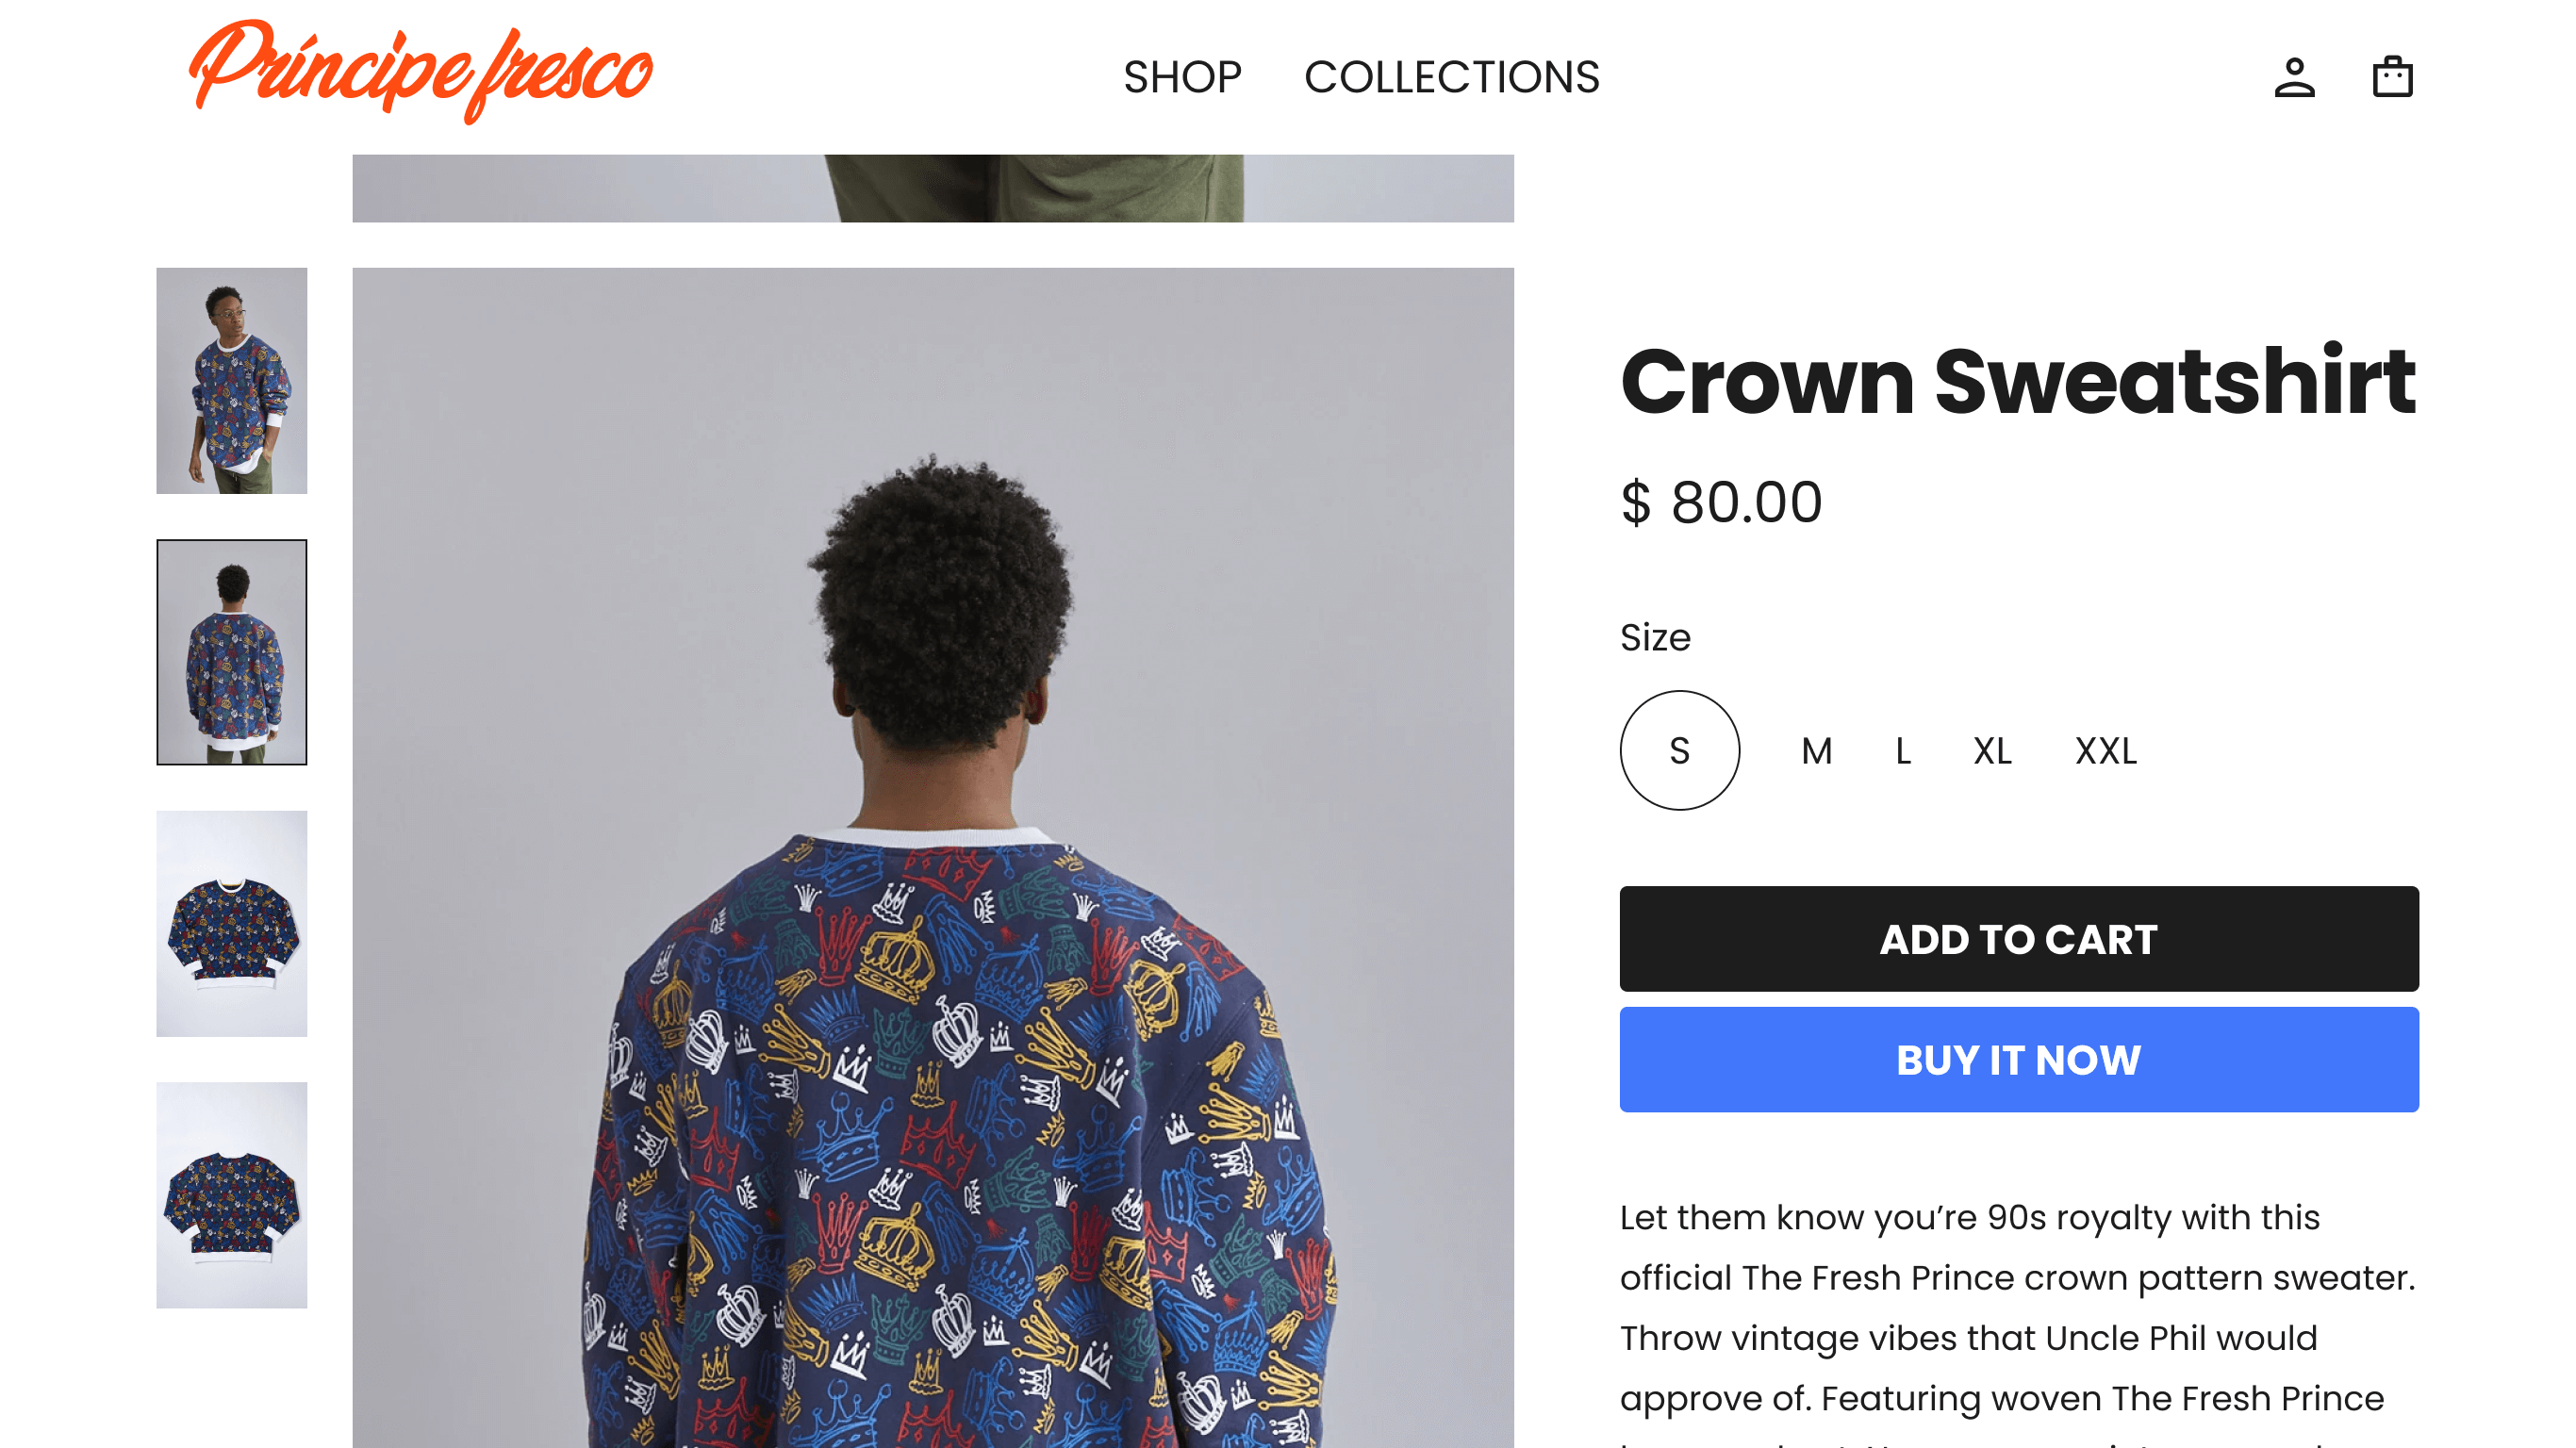 Príncipe fresco
SHOP
COLLECTIONS
Crown Sweatshirt
$ 80.00
Size
S
M
L
XL
XXL
ADD TO CART
BUY IT NOW
Let them know you’re 90s royalty with this
official The Fresh Prince crown pattern sweater.
Throw vintage vibes that Uncle Phil would
approve of. Featuring woven The Fresh Prince